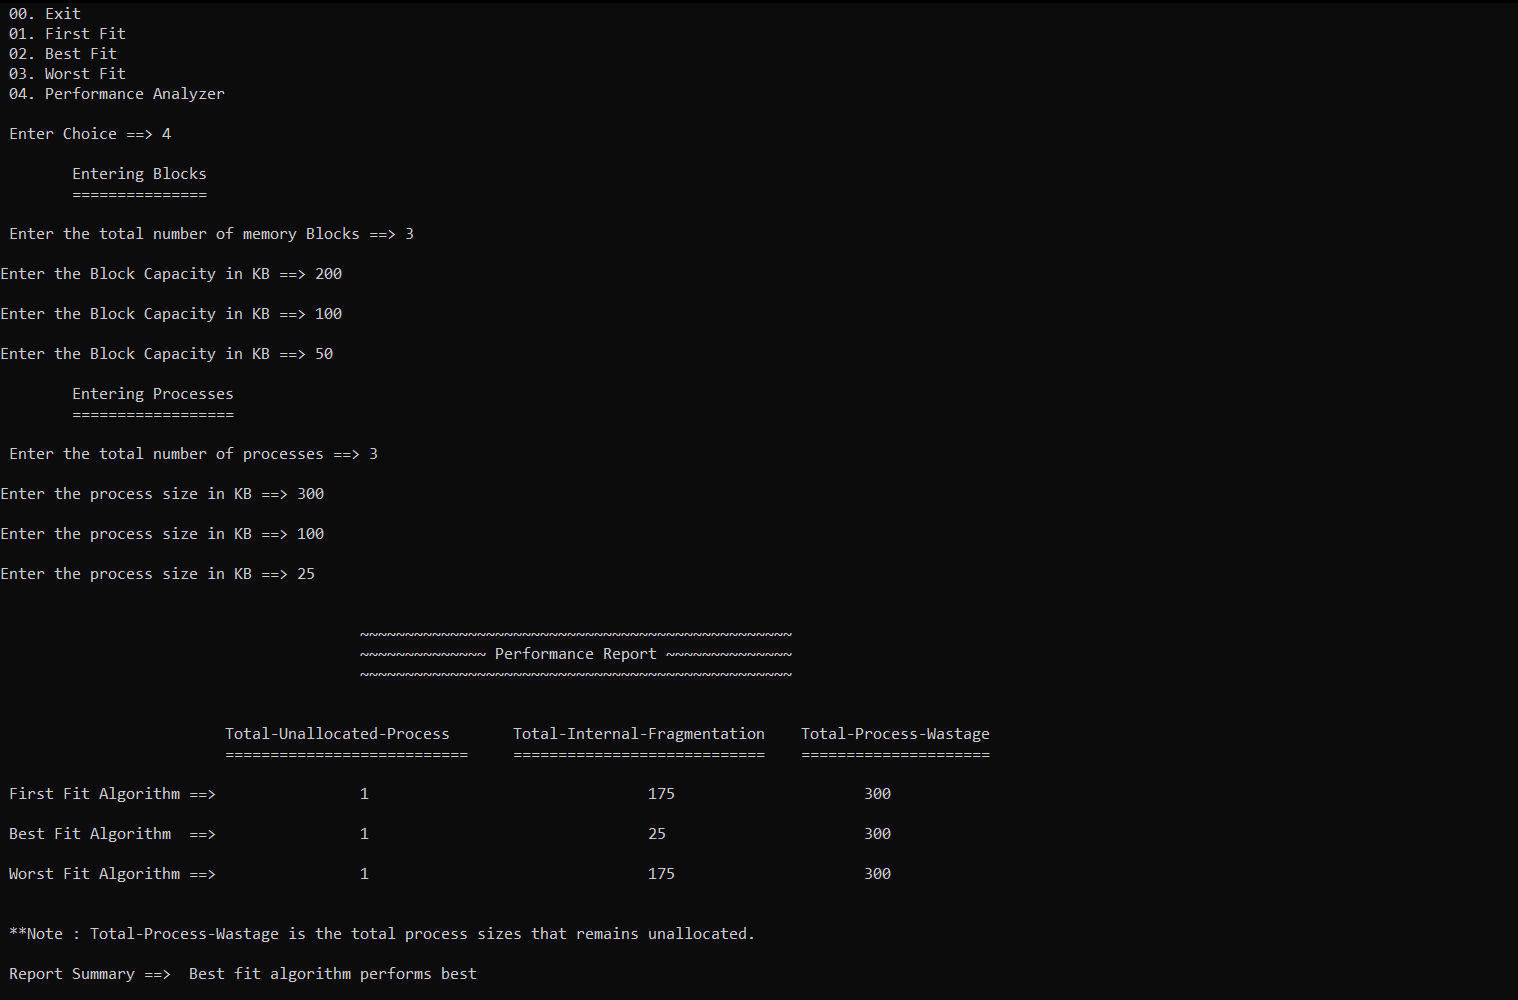 00. Exit
01. First Fit
02. Best Fit
03. Worst Fit
04. Performance Analyzer
Enter Choice ==> 4
Entering Blocks
===============
Enter the total number of memory Blocks ==> 3
Enter the Block Capacity in KB ==> 200
Enter the Block Capacity in KB ==> 100
Enter the Block Capacity in KB ==> 50
Entering Processes
==================
Enter the total number of processes ==> 3
Enter the process size in KB ==> 300
Enter the process size in KB ==> 100
Enter the process size in KB ==> 25
~~~~~~~~~~~~~~~~~~~~~~~~~~~~~~~~~~~~~~~~~~~~~~~~
~~~~~~~~~~~~~~ Performance Report ~~~~~~~~~~~~~~
~~~~~~~~~~~~~~~~~~~~~~~~~~~~~~~~~~~~~~~~~~~~~~~~
Total-Unallocated-Process Total-Internal-Fragmentation Total-Process-Wastage
=========================== ============================ =====================
First Fit Algorithm ==> 1 175 300
Best Fit Algorithm ==> 1 25 300
Worst Fit Algorithm ==> 1 175 300
**Note : Total-Process-Wastage is the total process sizes that remains unallocated.
Report Summary ==> Best fit algorithm performs best